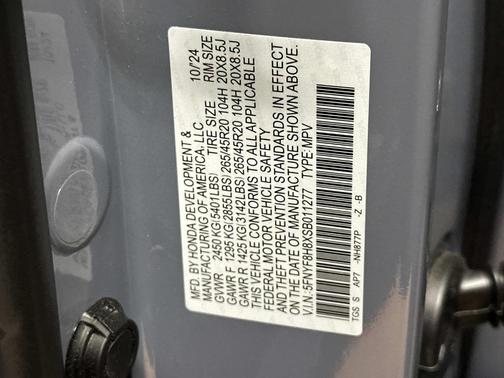 MFD. BY HONDA DEVELOPMENT & 10/'24
MANUFACTURING OF AMERICA, LLC.
TIRE SIZE RIM SIZE
GVWR 2450 KG(5401LBS)
GAWR F 1295 KG(2855LBS) 265/45R20 104H 20X8.5J
GAWR R 1425 KG(3142LBS) 265/45R20 104H 20X8.5J
THIS VEHICLE CONFORMS TO ALL APPLICABLE
FEDERAL MOTOR VEHICLE SAFETY
AND THEFT PREVENTION STANDARDS IN EFFECT
ON THE DATE OF MANUFACTURE SHOWN ABOVE.
V.I.N.:5FNYF8H8XSB011277 TYPE:MPV
TGS S AP7 -NH877P -Z -B